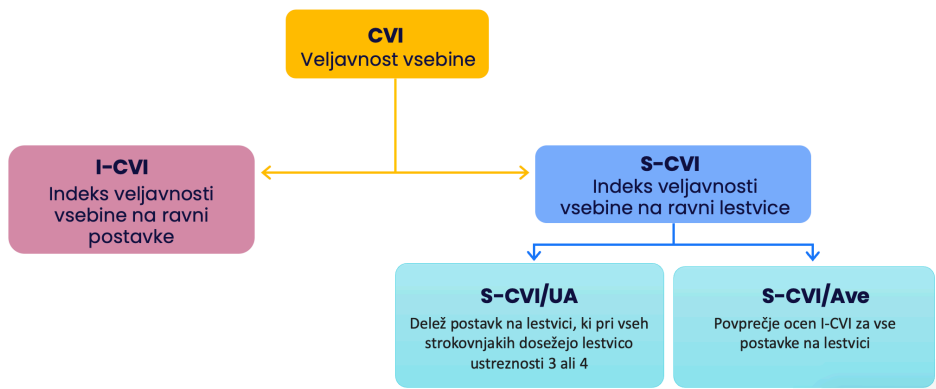 CVI
Veljavnost vsebine
I-CVI
Indeks veljavnosti
vsebine na ravni
postavke
S-CVI
Indeks veljavnosti
vsebine na ravni lestvice
S-CVI/UA
Delež postavk na lestvici, ki pri vseh
strokovnjakih dosežejo lestvico
ustreznosti 3 ali 4
S-CVI/Ave
Povprečje ocen I-CVI za vse
postavke na lestvici